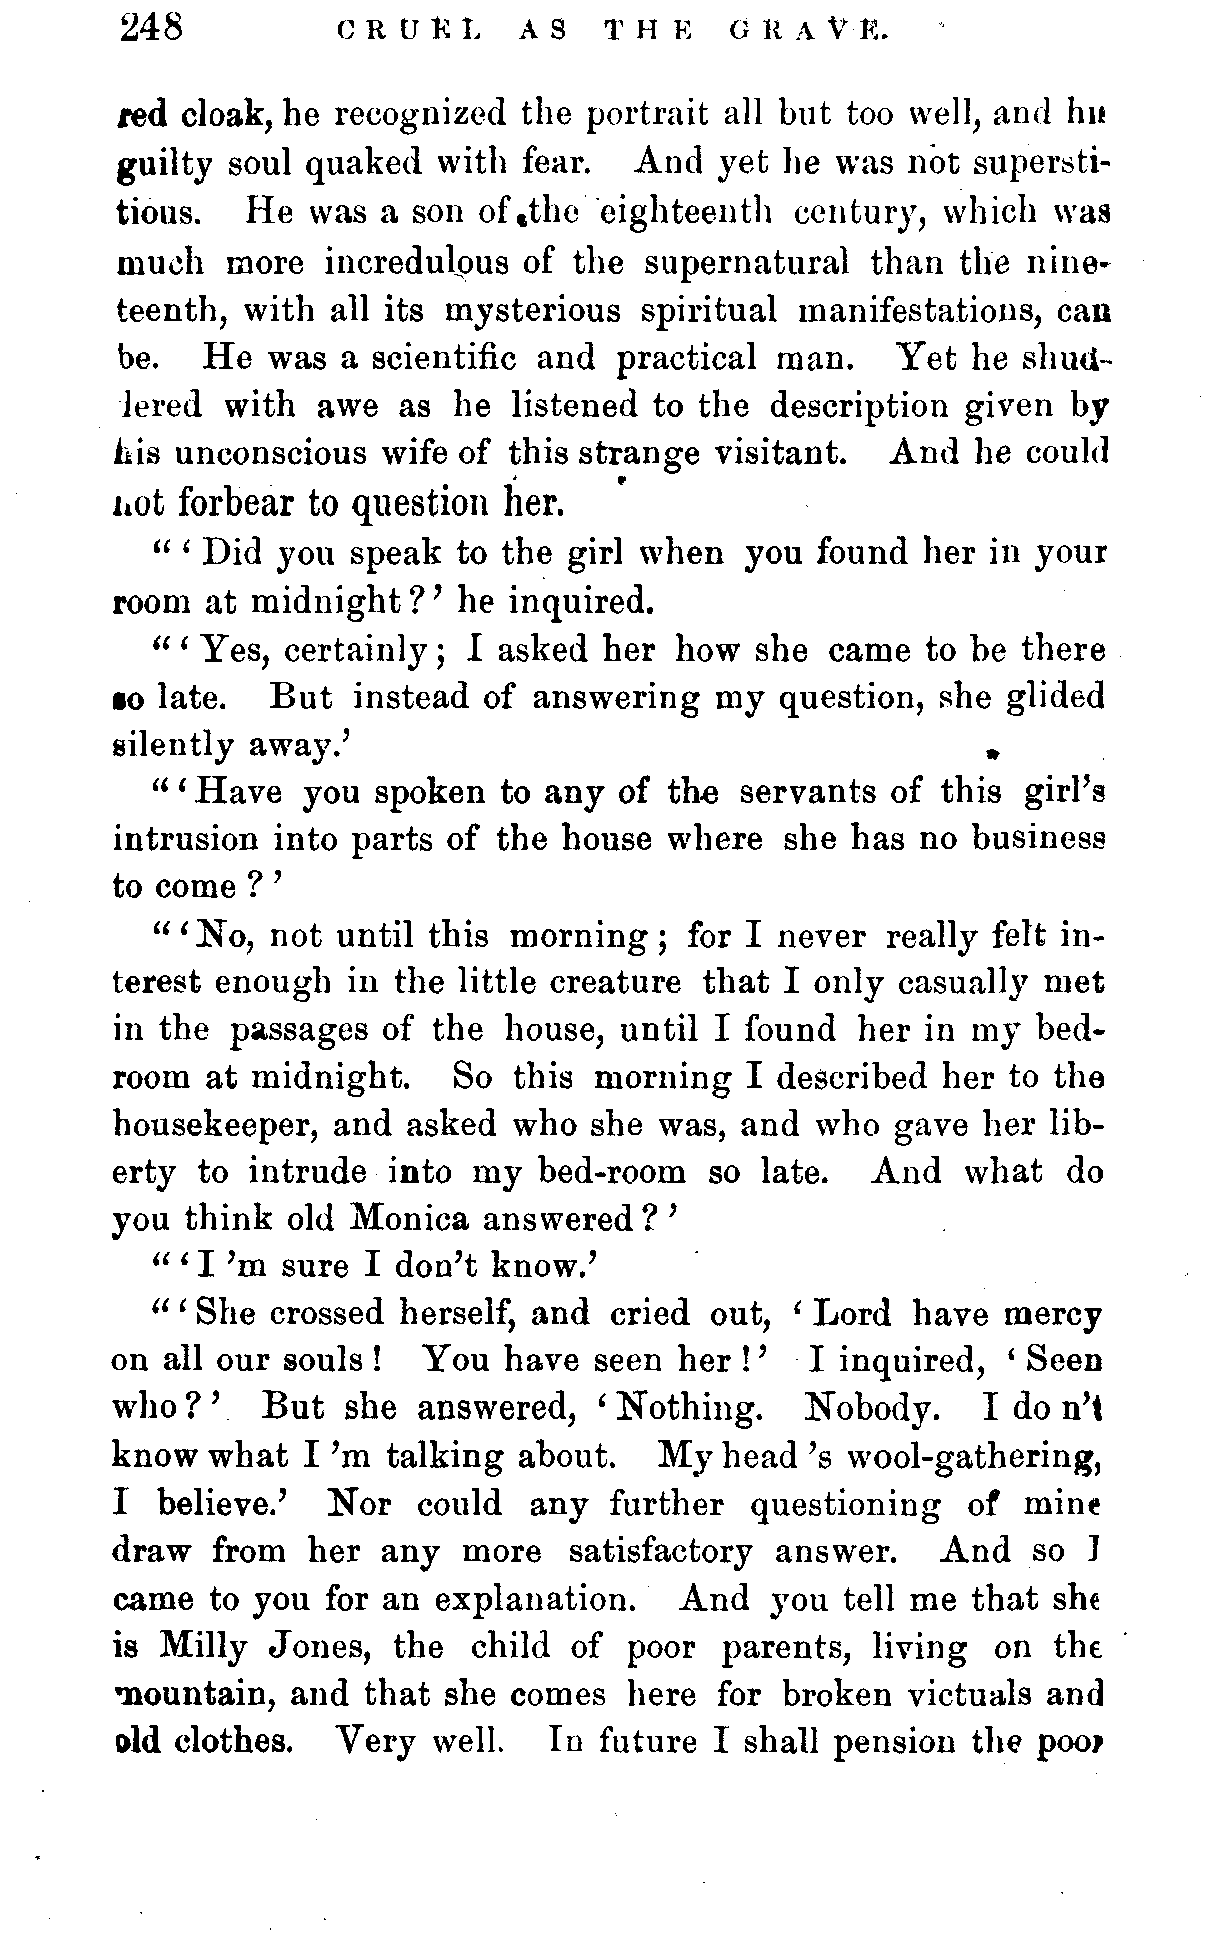 248 CRUEL AS THE GRAVE.
red cloak, he recognized the portrait all but too well, and his
guilty soul quaked with fear. And yet he was not supersti-
tious. He was a son of the eighteenth century, which was
much more incredulous of the supernatural than the nine-
teenth, with all its mysterious spiritual manifestations, can
be. He was a scientific and practical man. Yet he shud-
dered with awe as he listened to the description given by
his unconscious wife of this strange visitant. And he could
not forbear to question her.
“‘Did you speak to the girl when you found her in your
room at midnight?’ he inquired.
“‘Yes, certainly; I asked her how she came to be there
so late. But instead of answering my question, she glided
silently away.’
“‘Have you spoken to any of the servants of this girl’s
intrusion into parts of the house where she has no business
to come?’
“‘No, not until this morning; for I never really felt in-
terest enough in the little creature that I only casually met
in the passages of the house, until I found her in my bed-
room at midnight. So this morning I described her to the
housekeeper, and asked who she was, and who gave her lib-
erty to intrude into my bed-room so late. And what do
you think old Monica answered?’
“‘I ’m sure I don’t know.’
“‘She crossed herself, and cried out, ‘Lord have mercy
on all our souls! You have seen her!’ I inquired, ‘Seen
who?’ But she answered, ‘Nothing. Nobody. I do n’t
know what I ’m talking about. My head ’s wool-gathering,
I believe.’ Nor could any further questioning of mine
draw from her any more satisfactory answer. And so I
came to you for an explanation. And you tell me that she
is Milly Jones, the child of poor parents, living on the
mountain, and that she comes here for broken victuals and
old clothes. Very well. In future I shall pension the poor